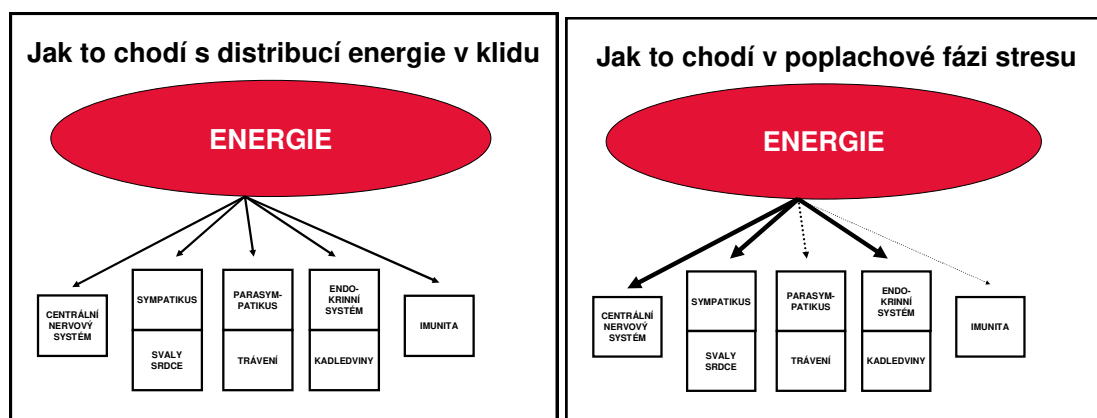 Jak to chodí s distribucí energie v klidu
ENERGIE
CENTRÁLNÍ
NERVOVÝ
SYSTÉM
SYMPATIKUS
SVALY
SRDCE
PARASYM-
PATIKUS
TRÁVENÍ
ENDO-
KRINNÍ
SYSTÉM
KADLEDVINY
IMUNITA
Jak to chodí v poplachové fázi stresu
ENERGIE
CENTRÁLNÍ
NERVOVÝ
SYSTÉM
SYMPATIKUS
SVALY
SRDCE
PARASYM-
PATIKUS
TRÁVENÍ
ENDO-
KRINNÍ
SYSTÉM
KADLEDVINY
IMUNITA